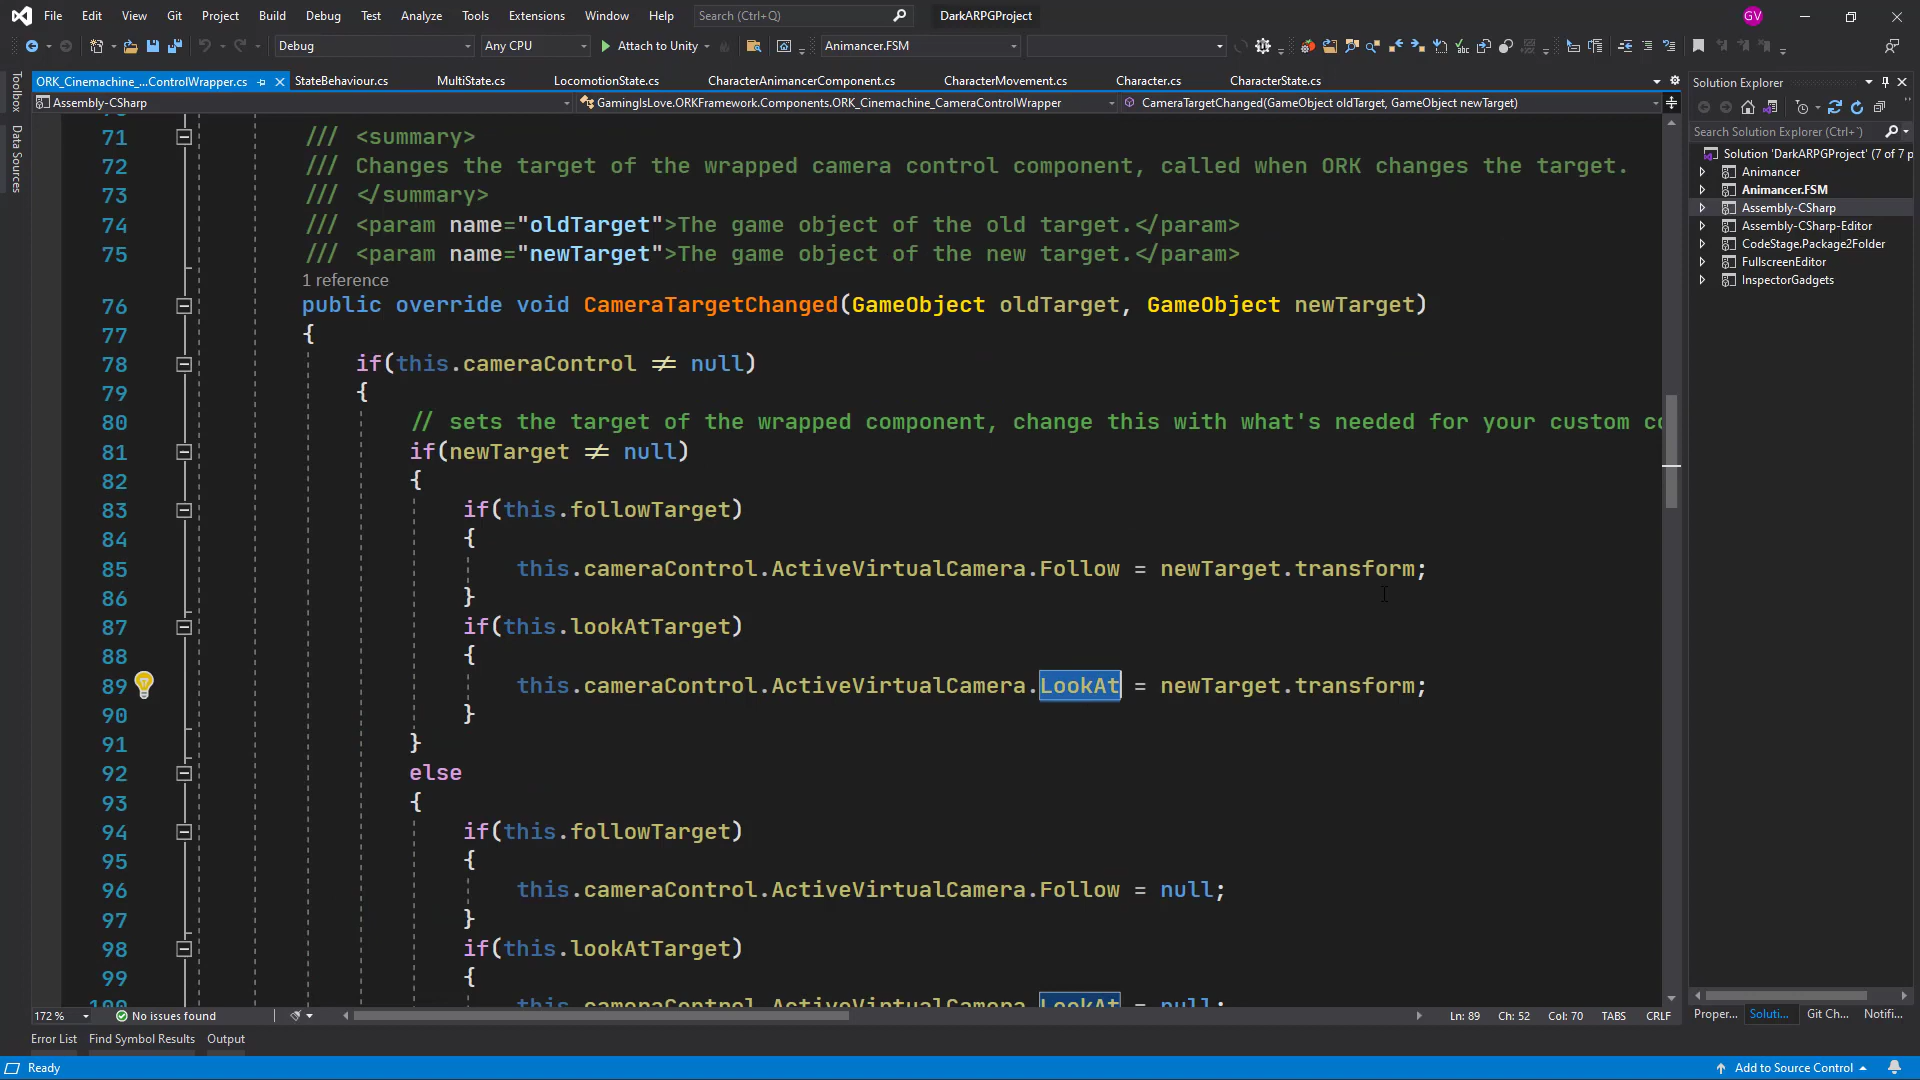 File Edit View Git Project Build Debug Test Analyze Tools Extensions Window Help Search (Ctrl+Q) DarkARPGProject GV
Debug Any CPU Attach to Unity Animancer.FSM
Toolbox
Data Sources
ORK_Cinemachine_...ControlWrapper.cs StateBehaviour.cs MultiState.cs LocomotionState.cs CharacterAnimancerComponent.cs CharacterMovement.cs Character.cs CharacterState.cs
Assembly-CSharp GamingIsLove.ORKFramework.Components.ORK_Cinemachine_CameraControlWrapper CameraTargetChanged(GameObject oldTarget, GameObject newTarget)
71 /// <summary>
72 /// Changes the target of the wrapped camera control component, called when ORK changes the target.
73 /// </summary>
74 /// <param name="oldTarget">The game object of the old target.</param>
75 /// <param name="newTarget">The game object of the new target.</param>
1 reference
76 public override void CameraTargetChanged(GameObject oldTarget, GameObject newTarget)
77 {
78 if(this.cameraControl ≠ null)
79 {
80 // sets the target of the wrapped component, change this with what's needed for your custom co
81 if(newTarget ≠ null)
82 {
83 if(this.followTarget)
84 {
85 this.cameraControl.ActiveVirtualCamera.Follow = newTarget.transform;
86 }
87 if(this.lookAtTarget)
88 {
89 this.cameraControl.ActiveVirtualCamera.LookAt = newTarget.transform;
90 }
91 }
92 else
93 {
94 if(this.followTarget)
95 {
96 this.cameraControl.ActiveVirtualCamera.Follow = null;
97 }
98 if(this.lookAtTarget)
99 {
100 this.cameraControl.ActiveVirtualCamera.LookAt = null;
172 % No issues found Ln: 89 Ch: 52 Col: 70 TABS CRLF
Error List Find Symbol Results Output
Solution Explorer
Search Solution Explorer (Ctrl+`)
Solution 'DarkARPGProject' (7 of 7 p
Animancer
Animancer.FSM
Assembly-CSharp
Assembly-CSharp-Editor
CodeStage.Package2Folder
FullscreenEditor
InspectorGadgets
Proper... Soluti... Git Ch... Notifi...
Ready Add to Source Control